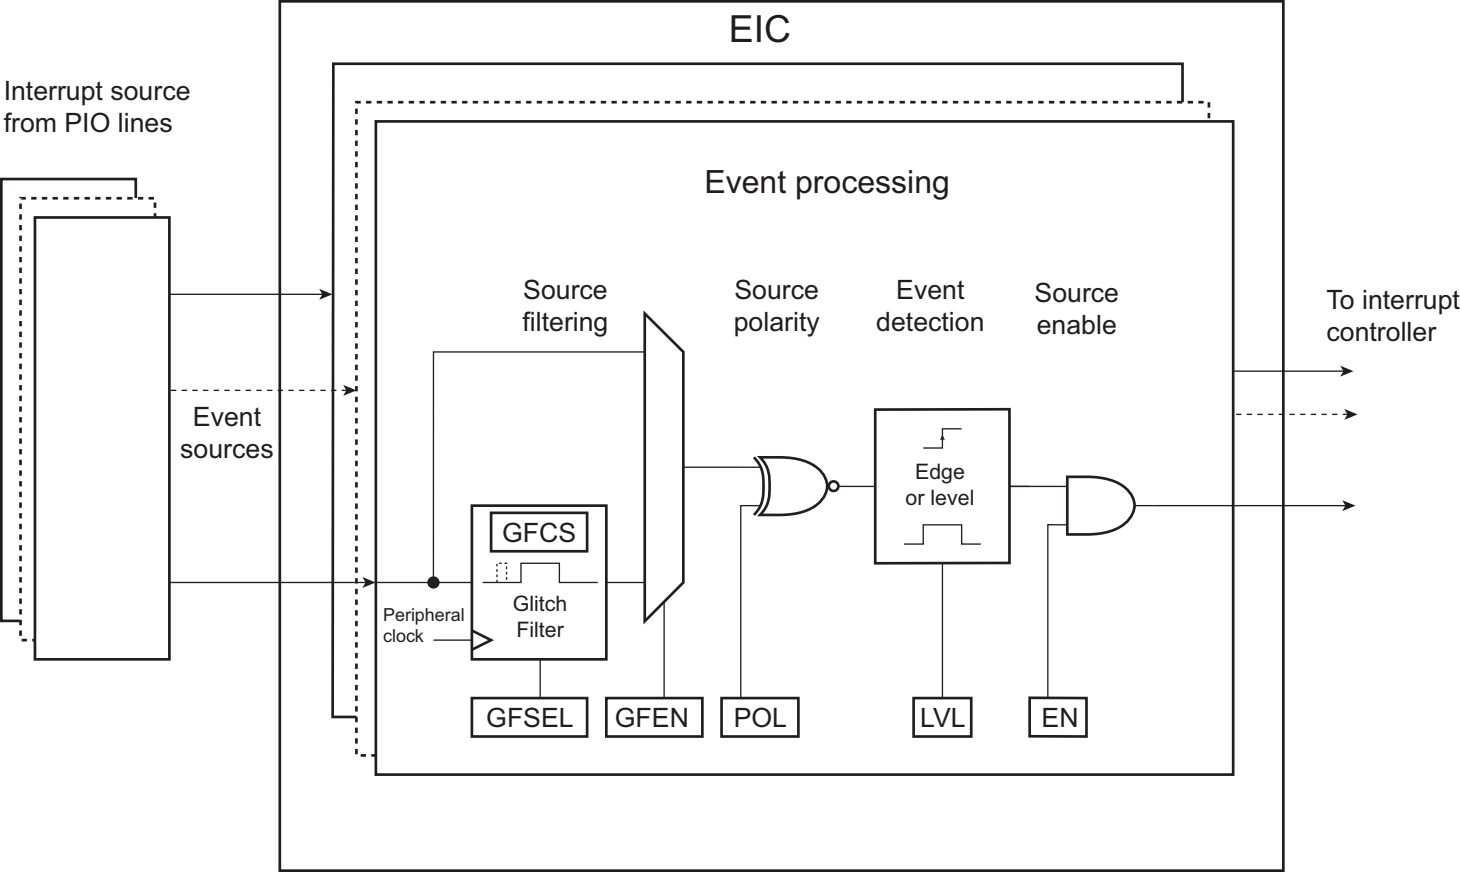 EIC
Interrupt source
from PIO lines
Event processing
Source
filtering
Source
polarity
Event
detection
Source
enable
To interrupt
controller
Event
sources
Edge
or level
GFCS
Glitch
Filter
Peripheral
clock
GFSEL
GFEN
POL
LVL
EN